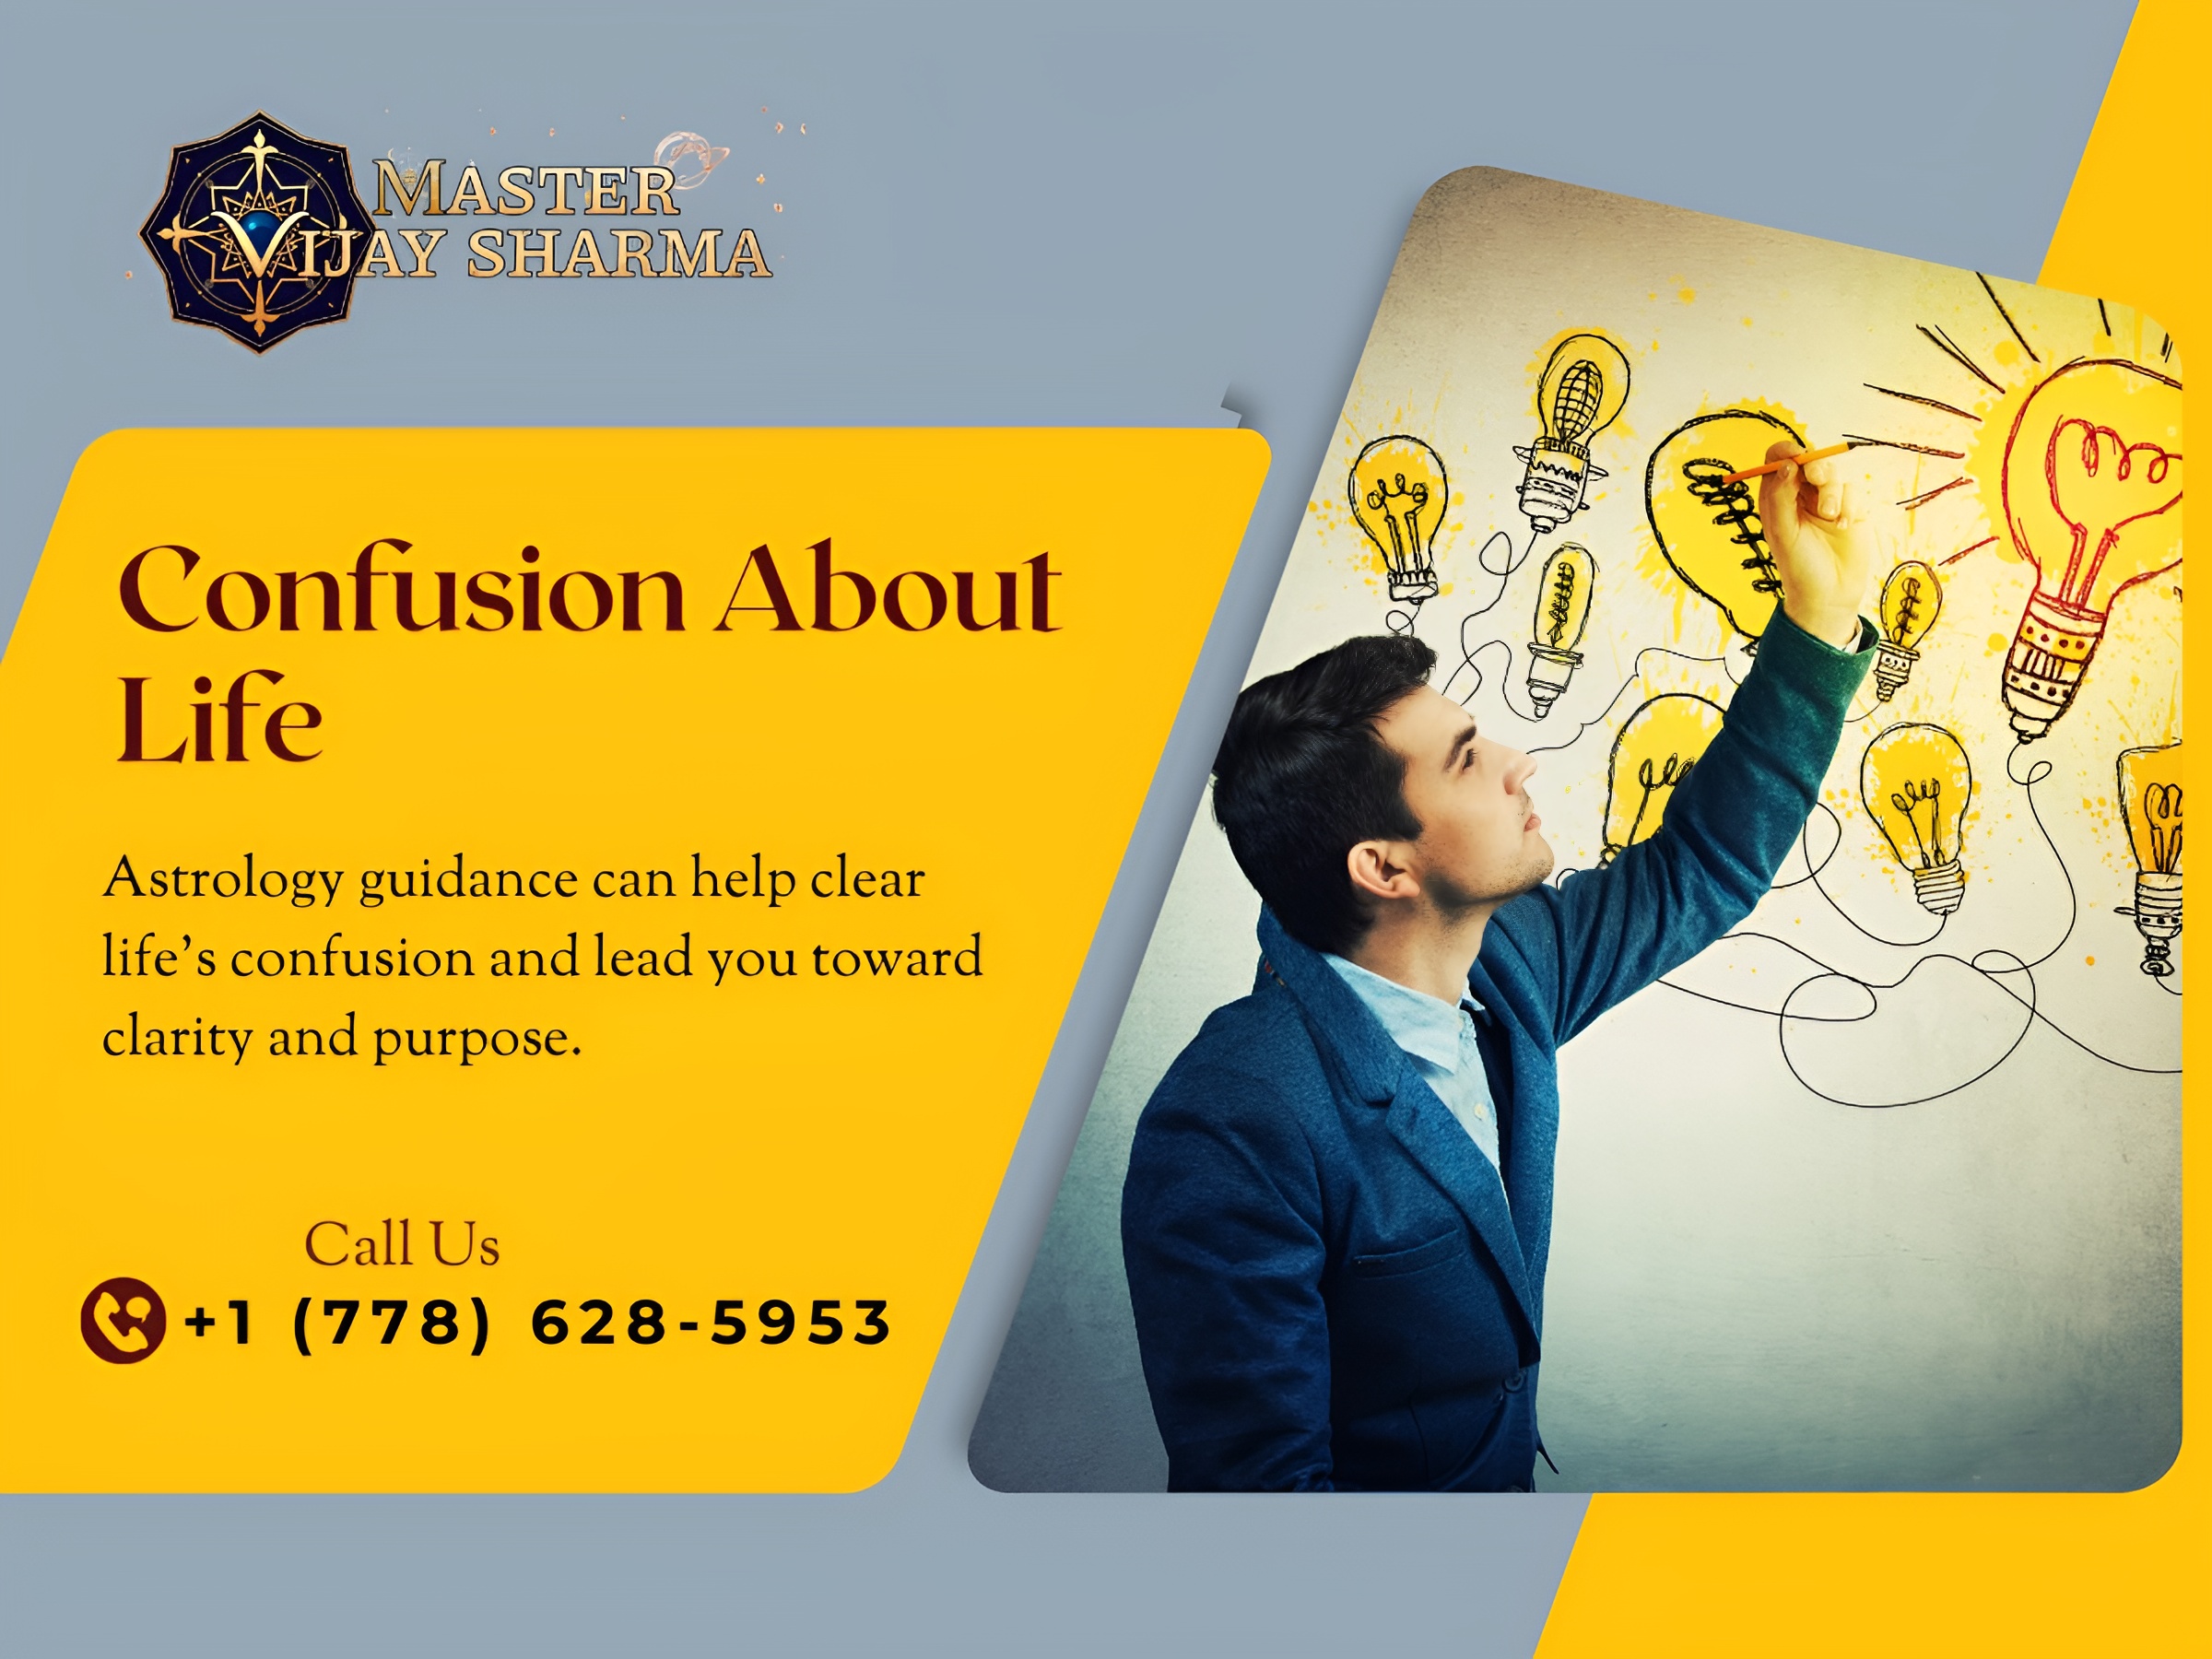 MASTER
VIJAY SHARMA
Confusion About
Life
Astrology guidance can help clear
life’s confusion and lead you toward
clarity and purpose.
Call Us
+1 (778) 628-5953